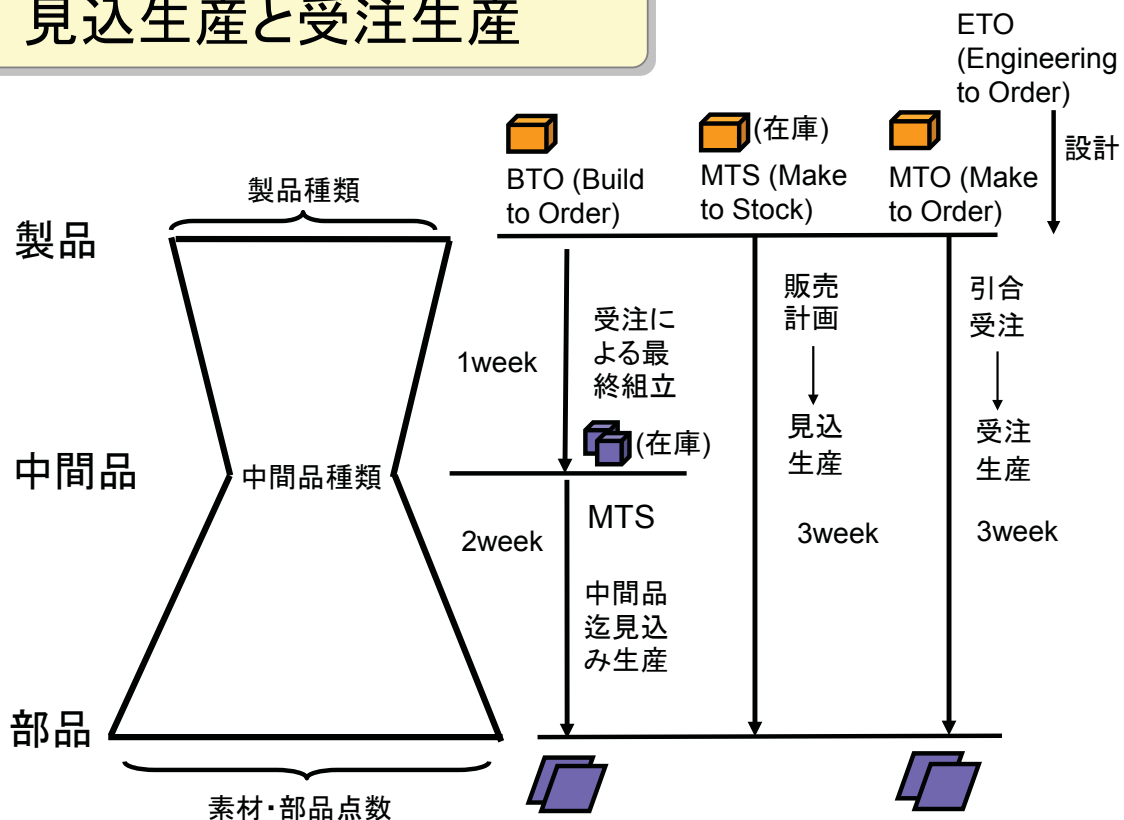 見込生産と受注生産
ETO
(Engineering
to Order)
設計
(在庫)
BTO (Build
to Order)
MTS (Make
to Stock)
MTO (Make
to Order)
製品種類
製品
販売
計画
引合
受注
受注に
よる最
終組立
1week
見込
生産
受注
生産
(在庫)
中間品
中間品種類
MTS
2week
3week
3week
中間品
迄見込
み生産
部品
素材・部品点数